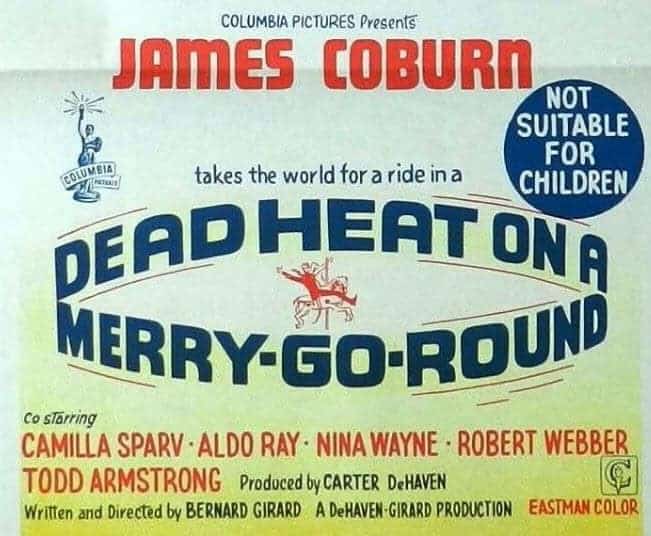 COLUMBIA PICTURES Presents
JAMES COBURN
NOT
SUITABLE
FOR
CHILDREN
COLUMBIA
PICTURES
takes the world for a ride in a
DEAD HEAT ON A
MERRY-GO-ROUND
Co starring
CAMILLA SPARV · ALDO RAY · NINA WAYNE · ROBERT WEBBER
TODD ARMSTRONG Produced by CARTER DeHAVEN
Written and Directed by BERNARD GIRARD A DeHAVEN-GIRARD PRODUCTION EASTMAN COLOR